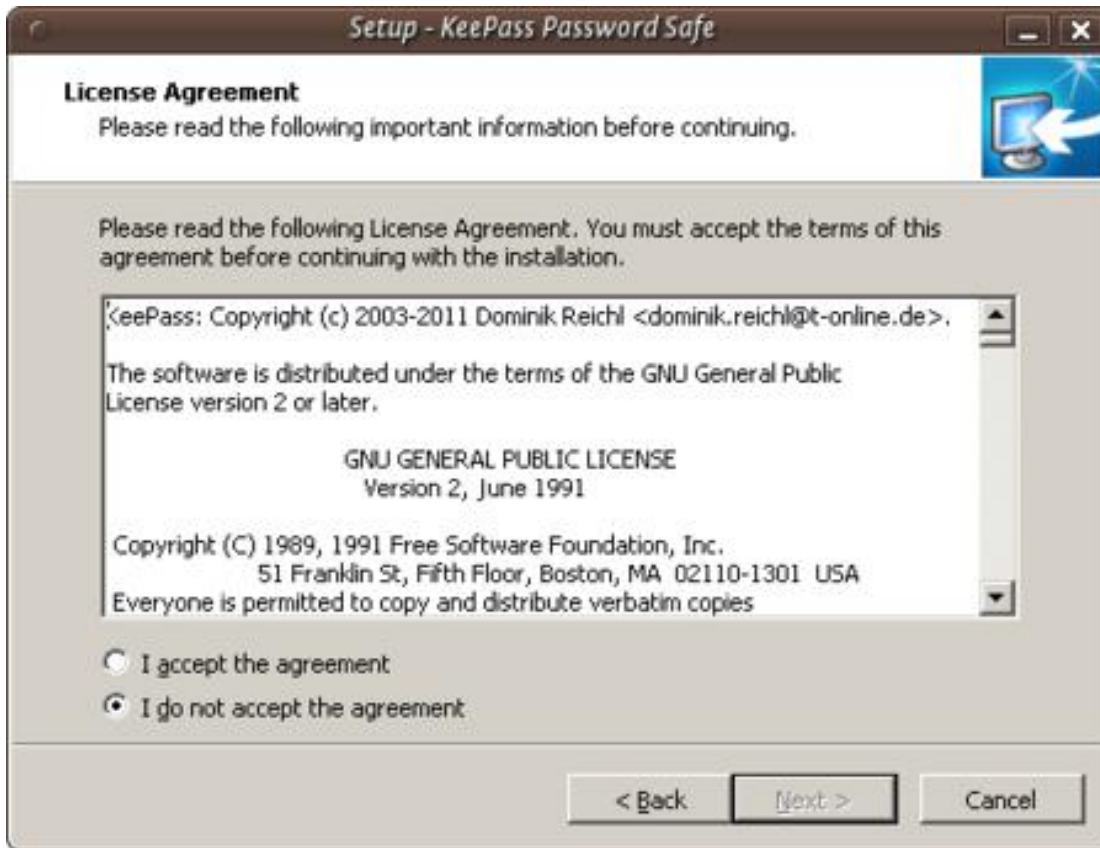 Setup - KeePass Password Safe
License Agreement
Please read the following important information before continuing.
Please read the following License Agreement. You must accept the terms of this
agreement before continuing with the installation.
KeePass: Copyright (c) 2003-2011 Dominik Reichl <dominik.reichl@t-online.de>.
The software is distributed under the terms of the GNU General Public
License version 2 or later.
GNU GENERAL PUBLIC LICENSE
Version 2, June 1991
Copyright (C) 1989, 1991 Free Software Foundation, Inc.
51 Franklin St, Fifth Floor, Boston, MA 02110-1301 USA
Everyone is permitted to copy and distribute verbatim copies
I accept the agreement
I do not accept the agreement
< Back Next > Cancel